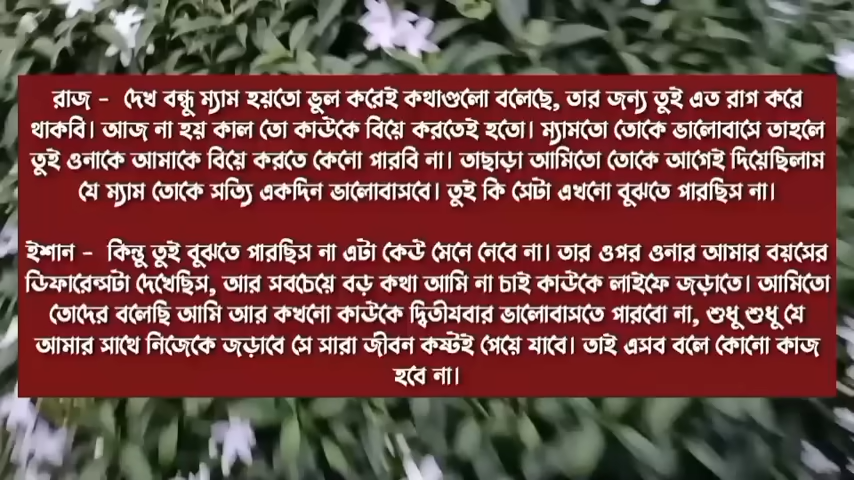 রাজ - দেখ বন্ধু ম্যাম হয়তো ভুল করেই কথাগুলো বলেছে, তার জন্য তুই এত রাগ করে
থাকবি। আজ না হয় কাল তো কাউকে বিয়ে করতেই হতো। ম্যামতো তোকে ভালোবাসে তাহলে
তুই ওনাকে আমাকে বিয়ে করতে কেনো পারবি না। তাছাড়া আমিতো তোকে আগেই দিয়েছিলাম
যে ম্যাম তোকে সত্যি একদিন ভালোবাসবে। তুই কি সেটা এখনো বুঝতে পারছিস না।
ইশান - কিন্তু তুই বুঝতে পারছিস না এটা কেউ মেনে নেবে না। তার ওপর ওনার আমার বয়সের
ডিফারেন্সটা দেখেছিস, আর সবচেয়ে বড় কথা আমি না চাই কাউকে লাইফে জড়াতে। আমিতো
তোদের বলেছি আমি আর কখনো কাউকে দ্বিতীযবার ভালোবাসতে পারবো না, শুধু শুধু যে
আমার সাথে নিজেকে জড়াবে সে সারা জীবন কষ্টই পেয়ে যাবে। তাই এসব বলে কোনো কাজ
হবে না।